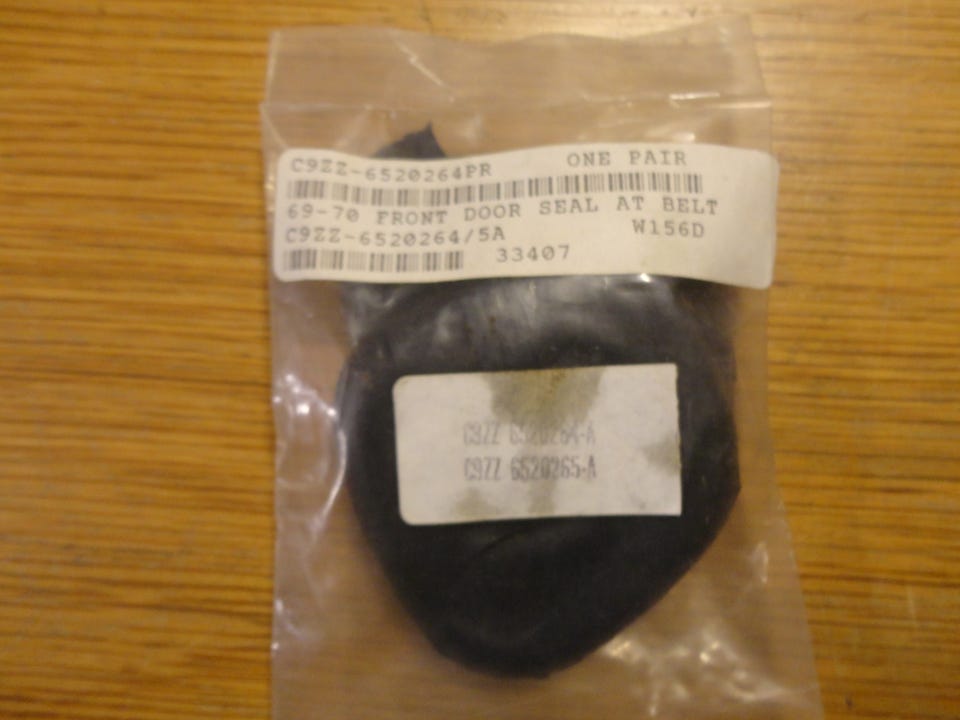 C9ZZ-6520264PR ONE PAIR
69-70 FRONT DOOR SEAL AT BELT
C9ZZ-6520264/5A W156D
33407
C9ZZ 6520264-A
C9ZZ 6520265-A